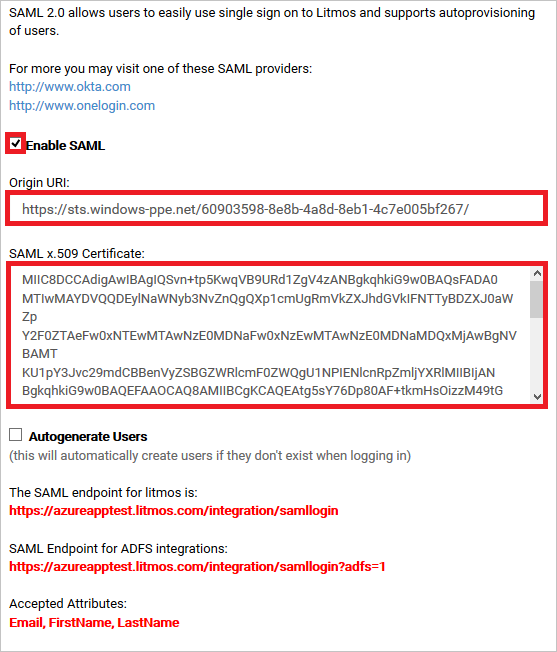 SAML 2.0 allows users to easily use single sign on to Litmos and supports autoprovisioning
of users.
For more you may visit one of these SAML providers:
http://www.okta.com
http://www.onelogin.com
Enable SAML
Origin URI:
https://sts.windows-ppe.net/60903598-8e8b-4a8d-8eb1-4c7e005bf267/
SAML x.509 Certificate:
MIIC8DCCAdigAwIBAgIQSvn+tp5KwqVB9URd1ZgV4zANBgkqhkiG9w0BAQsFADA0
MTIwMAYDVQQDEylNaWNyb3NvZnQgQXp1cmUgRmVkZXJhdGVkIFNTTyBDZXJ0aW
Zp
Y2F0ZTAeFw0xNTEwMTAwNzE0MDNaFw0xNzEwMTAwNzE0MDNaMDQxMjAwBgNV
BAMT
KU1pY3Jvc29mdCBBenVyZSBGZWRlcmF0ZWQgU1NPIENlcnRpZmljYXRlMIIBIjAN
BgkqhkiG9w0BAQEFAAOCAQ8AMIIBCgKCAQEAtg5sY76Dp80AF+tkmHsOizzM49tG
Autogenerate Users
(this will automatically create users if they don't exist when logging in)
The SAML endpoint for litmos is:
https://azureapptest.litmos.com/integration/samllogin
SAML Endpoint for ADFS integrations:
https://azureapptest.litmos.com/integration/samllogin?adfs=1
Accepted Attributes:
Email, FirstName, LastName